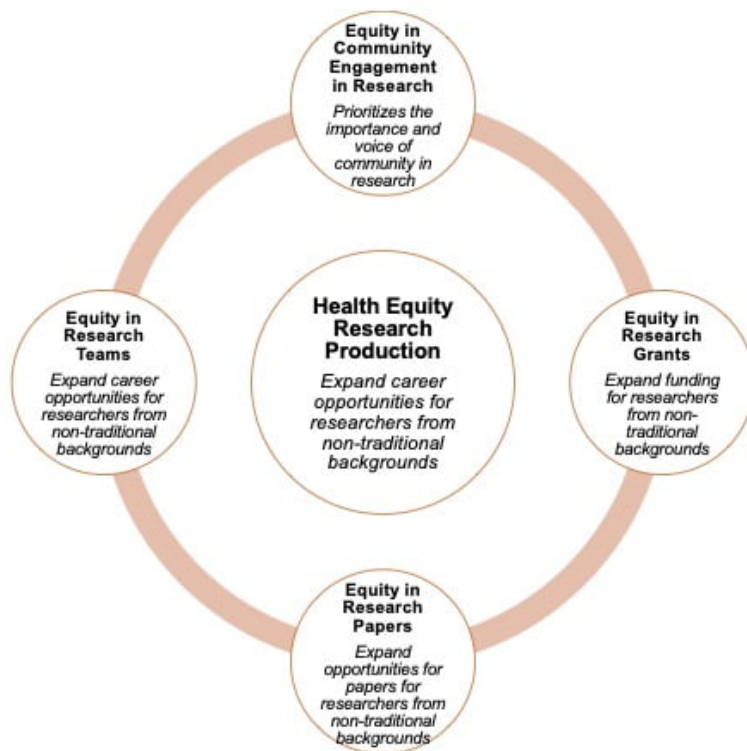 Equity in
Community
Engagement
in Research
Prioritizes the
importance and
voice of
community in
research
Equity in
Research
Teams
Expand career
opportunities for
researchers from
non-traditional
backgrounds
Health Equity
Research
Production
Expand career
opportunities for
researchers from
non-traditional
backgrounds
Equity in
Research
Grants
Expand funding
for researchers
from non-
traditional
backgrounds
Equity in
Research
Papers
Expand
opportunities for
papers for
researchers from
non-traditional
backgrounds